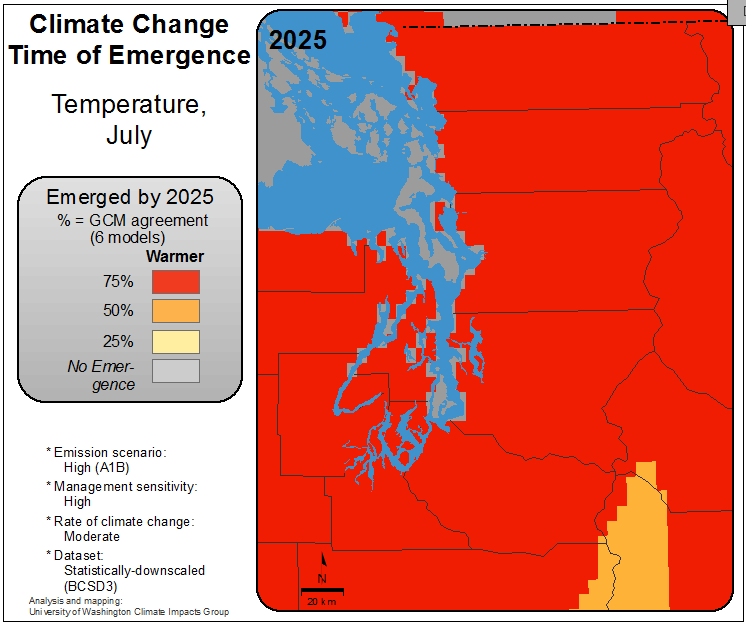 Climate Change
Time of Emergence
Temperature,
July
Emerged by 2025
% = GCM agreement
(6 models)
Warmer
75%
50%
25%
No Emer-
gence
* Emission scenario:
High (A1B)
* Management sensitivity:
High
* Rate of climate change:
Moderate
* Dataset:
Statistically-downscaled
(BCSD3)
Analysis and mapping:
University of Washington Climate Impacts Group
2025
N
20 km